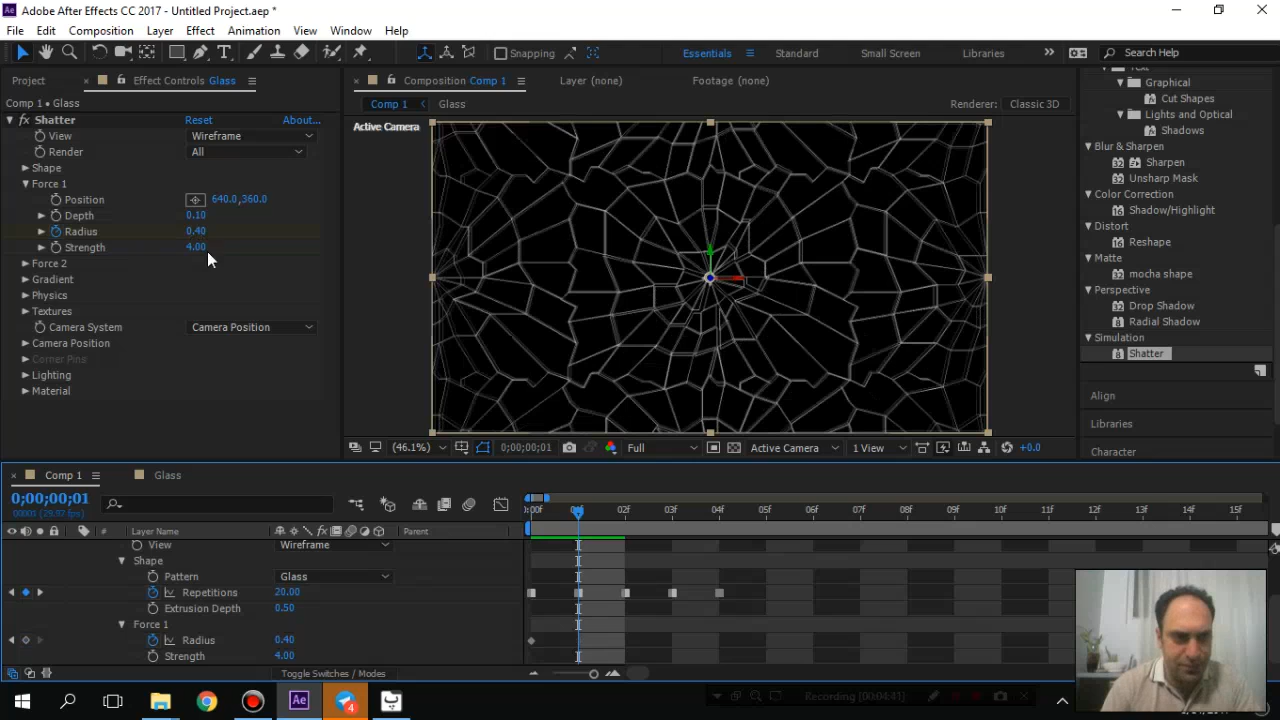 Adobe After Effects CC 2017 - Untitled Project.aep *
File Edit Composition Layer Effect Animation View Window Help
Snapping Essentials Standard Small Screen Libraries Search Help
Project Effect Controls Glass
Comp 1 • Glass
Shatter Reset About...
View Wireframe
Render All
Shape
Force 1
Position 640.0,360.0
Depth 0.10
Radius 0.40
Strength 4.00
Force 2
Gradient
Physics
Textures
Camera System Camera Position
Camera Position
Corner Pins
Lighting
Material
Composition Comp 1 Layer (none) Footage (none)
Comp 1 Glass Renderer: Classic 3D
Active Camera
(46.1%) 0;00;00;01 Full Active Camera 1 View +0.0
Graphical
Cut Shapes
Lights and Optical
Shadows
Blur & Sharpen
Sharpen
Unsharp Mask
Color Correction
Shadow/Highlight
Distort
Reshape
Matte
mocha shape
Perspective
Drop Shadow
Radial Shadow
Simulation
Shatter
Align
Libraries
Character
Comp 1 Glass
0;00;00;01
00001 (29.97 fps)
02f 03f 04f 05f 06f 07f 08f 09f 10f 11f 12f 13f 14f 15f
# Layer Name Parent
View Wireframe
Shape
Pattern Glass
Repetitions 20.00
Extrusion Depth 0.50
Force 1
Radius 0.40
Strength 4.00
Toggle Switches / Modes
Recording [00:04:41]